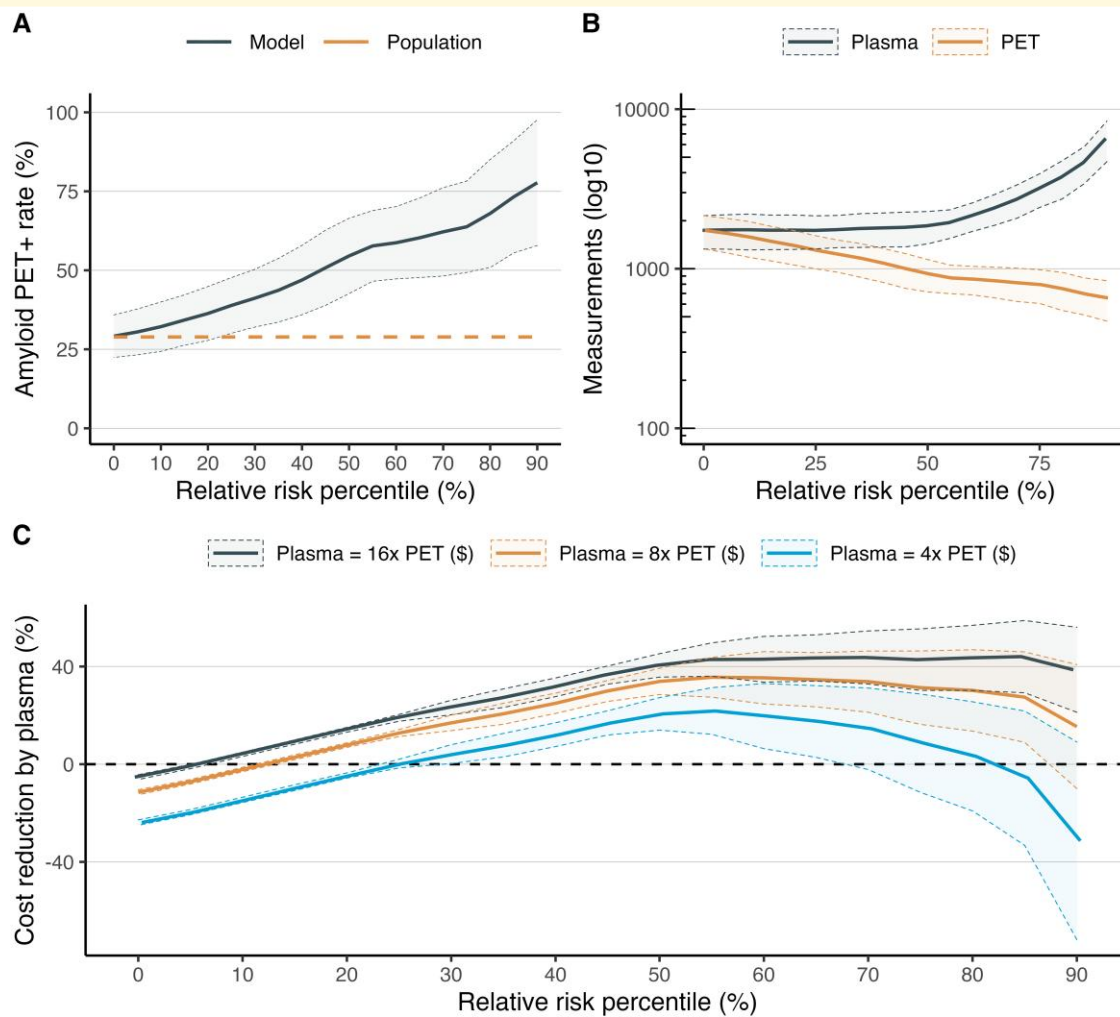 A
Model Population
Amyloid PET+ rate (%)
100
75
50
25
0
0 10 20 30 40 50 60 70 80 90
Relative risk percentile (%)
B
Plasma PET
Measurements (log10)
10000
1000
100
0 25 50 75
Relative risk percentile (%)
C
Plasma = 16x PET ($) Plasma = 8x PET ($) Plasma = 4x PET ($)
Cost reduction by plasma (%)
40
0
-40
0 10 20 30 40 50 60 70 80 90
Relative risk percentile (%)